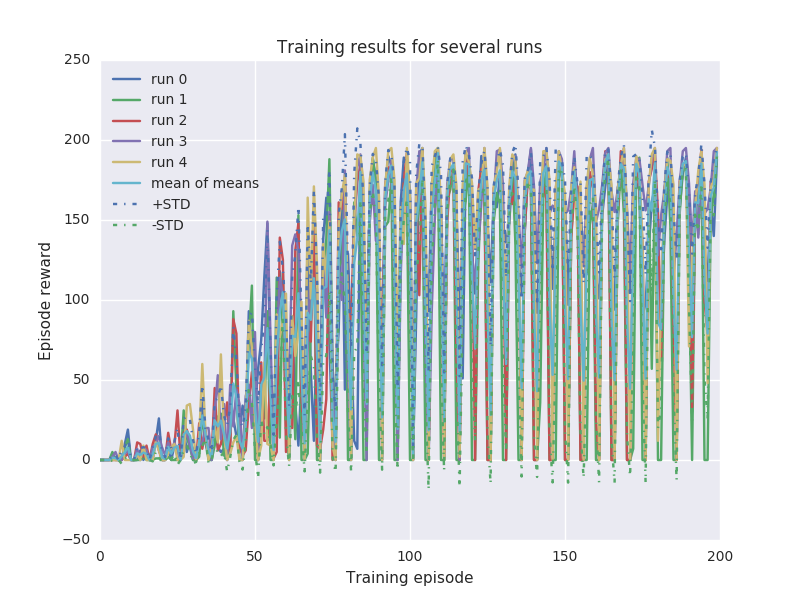 Training results for several runs
250
200
150
100
50
0
−50
run 0
run 1
run 2
run 3
run 4
mean of means
+STD
-STD
Episode reward
0 50 100 150 200
Training episode